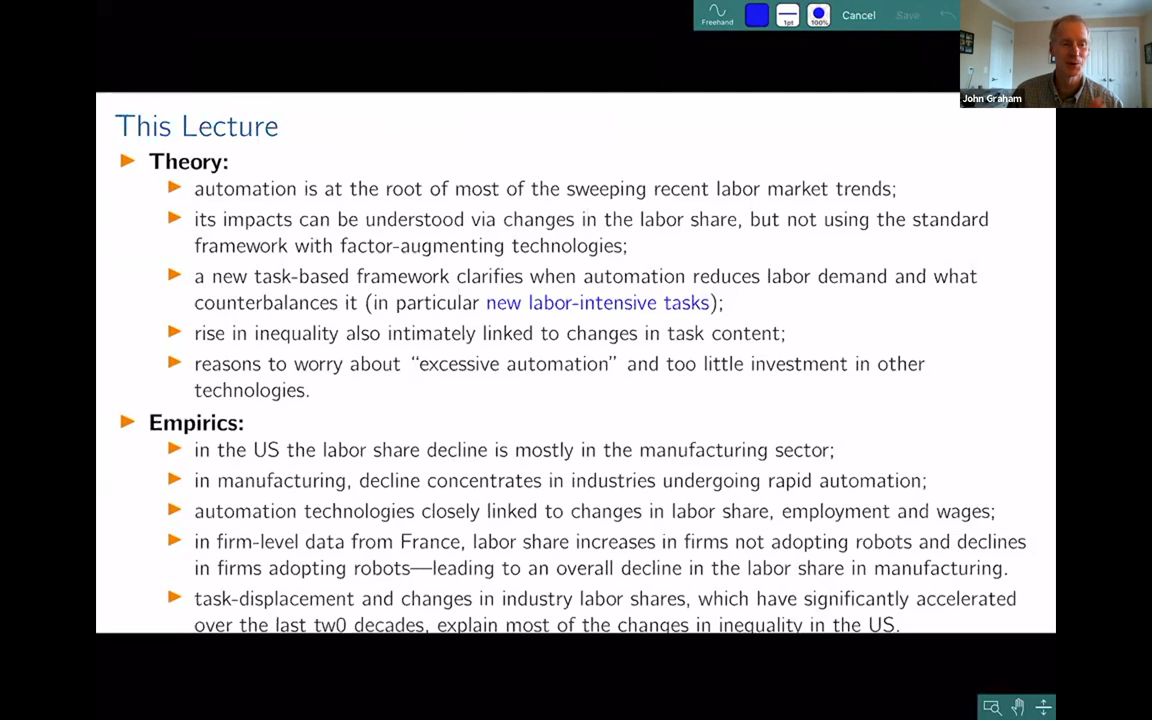 Freehand
1pt
100%
Cancel
Save
John Graham
This Lecture
Theory:
automation is at the root of most of the sweeping recent labor market trends;
its impacts can be understood via changes in the labor share, but not using the standard
framework with factor-augmenting technologies;
a new task-based framework clarifies when automation reduces labor demand and what
counterbalances it (in particular new labor-intensive tasks);
rise in inequality also intimately linked to changes in task content;
reasons to worry about “excessive automation” and too little investment in other
technologies.
Empirics:
in the US the labor share decline is mostly in the manufacturing sector;
in manufacturing, decline concentrates in industries undergoing rapid automation;
automation technologies closely linked to changes in labor share, employment and wages;
in firm-level data from France, labor share increases in firms not adopting robots and declines
in firms adopting robots—leading to an overall decline in the labor share in manufacturing.
task-displacement and changes in industry labor shares, which have significantly accelerated
over the last tw0 decades, explain most of the changes in inequality in the US.